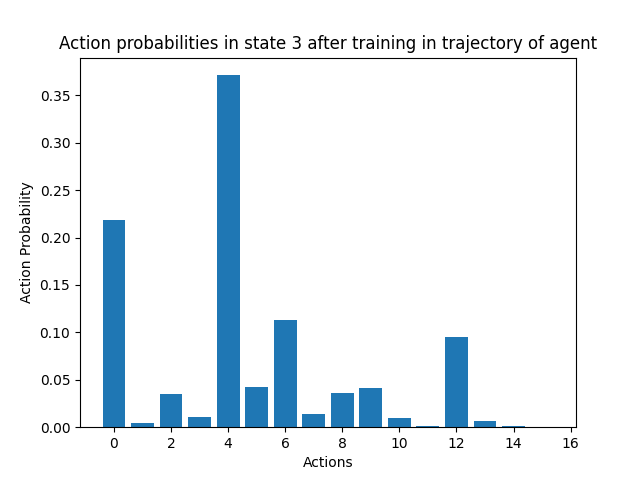 Action probabilities in state 3 after training in trajectory of agent
0.35
0.30
0.25
0.20
0.15
0.10
0.05
0.00
Action Probability
0 2 4 6 8 10 12 14 16
Actions